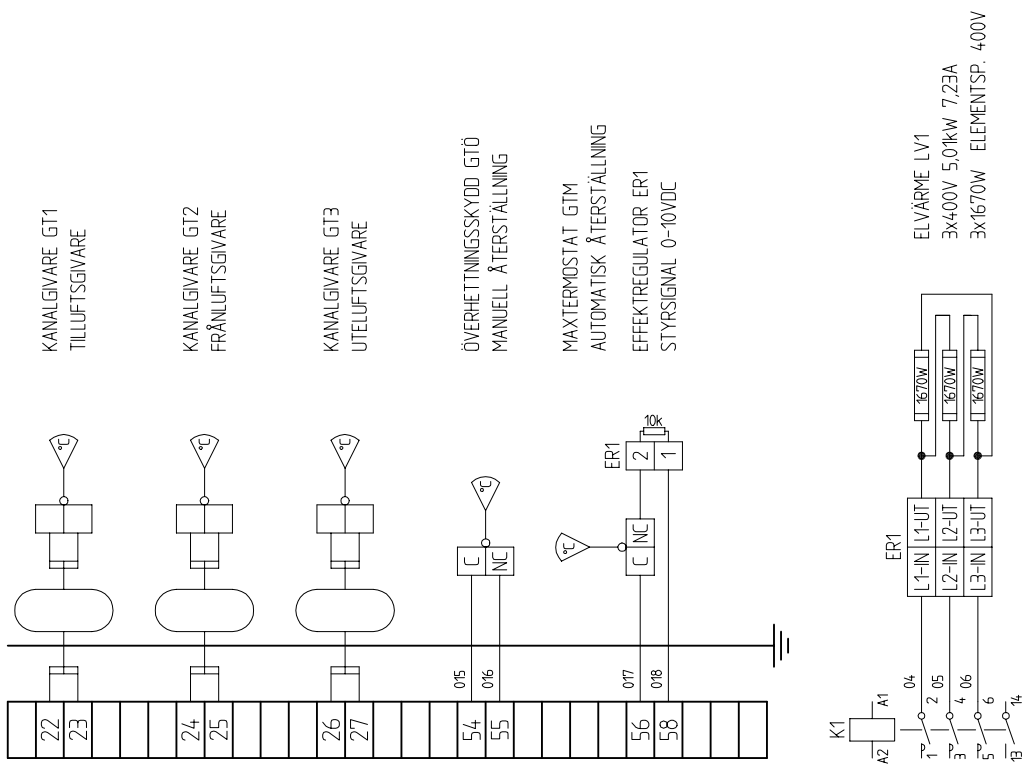 KANALGIVARE GT1
TILLUFTSGIVARE
KANALGIVARE GT2
FRÅNLUFTSGIVARE
KANALGIVARE GT3
UTELUFTSGIVARE
ÖVERHETTNINGSSKYDD GTÖ
MANUELL ÅTERSTÄLLNING
MAXTERMOSTAT GTM
AUTOMATISK ÅTERSTÄLLNING
EFFEKTREGULATOR ER1
STYRSIGNAL 0-10VDC
ELVÄRME LV1
3x400V 5,01kW 7,23A
3x1670W ELEMENTSP. 400V
°C
°C
°C
°C
°C
10k
ER1
2
1
C
NC
C NC
1670W
1670W
1670W
ER1
L1-IN L1-UT
L2-IN L2-UT
L3-IN L3-UT
015
016
017
018
04
05
06
22
23
24
25
26
27
54
55
56
58
K1
A2 A1
1 2
3 4
5 6
13 14